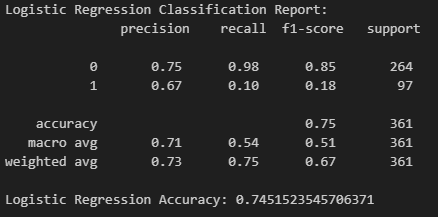 Logistic Regression Classification Report:
precision recall f1-score support
0 0.75 0.98 0.85 264
1 0.67 0.10 0.18 97
accuracy 0.75 361
macro avg 0.71 0.54 0.51 361
weighted avg 0.73 0.75 0.67 361
Logistic Regression Accuracy: 0.7451523545706371